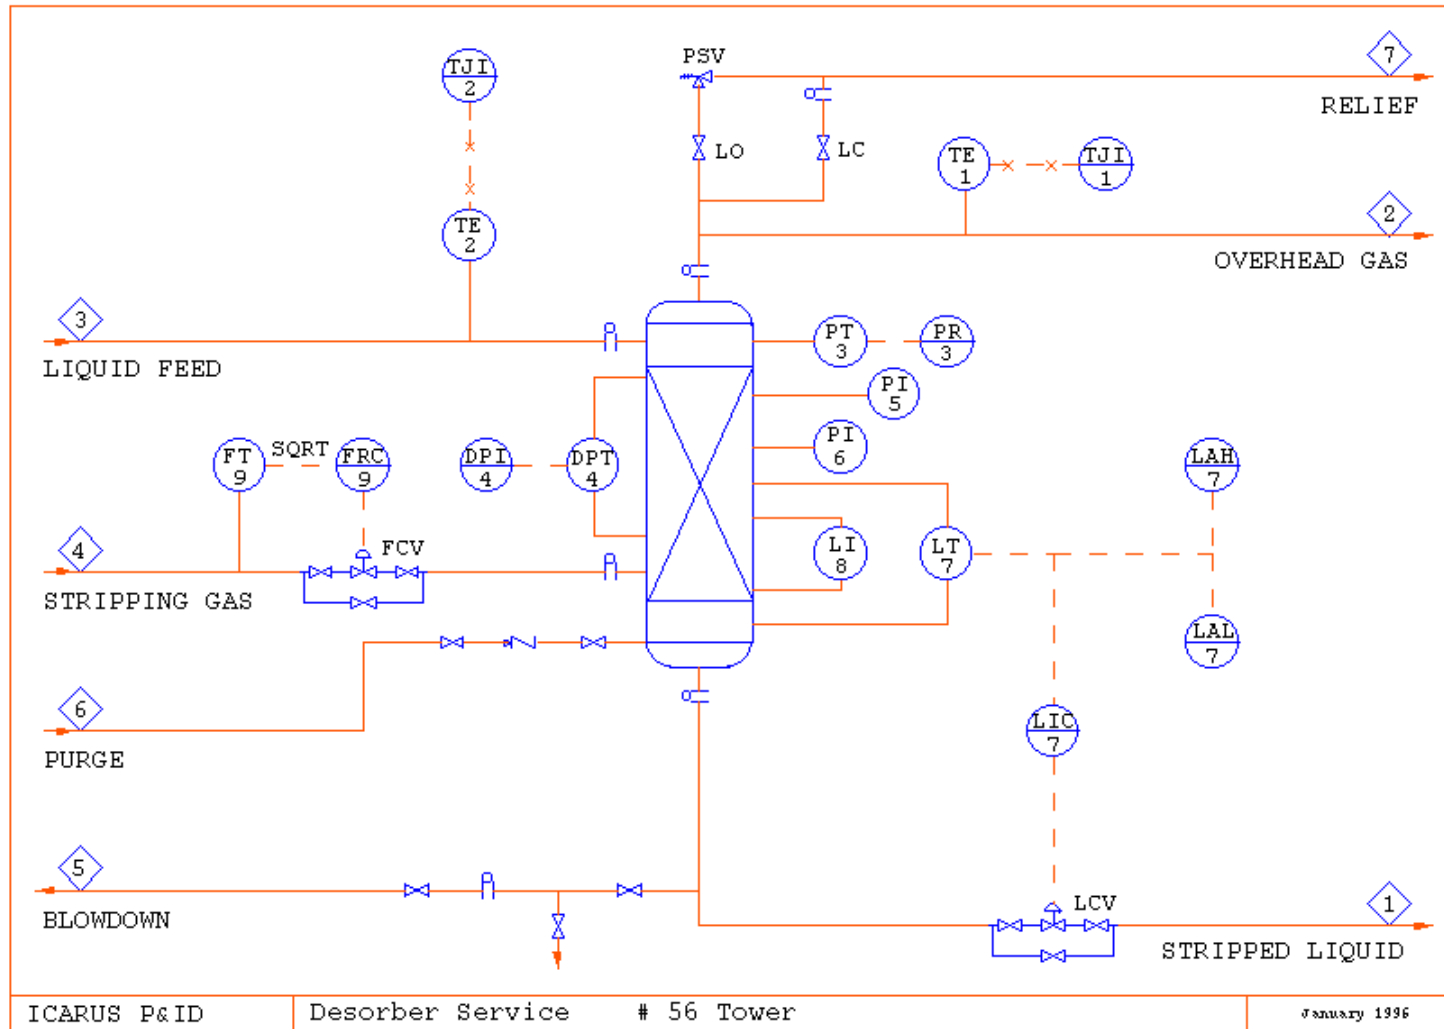 TJI
2
PSV
7
RELIEF
LO
LC
TE
1
TJI
1
2
OVERHEAD GAS
TE
2
3
LIQUID FEED
PT
3
PR
3
PI
5
PI
6
FT
9
SQRT
FRC
9
DPI
4
DPT
4
LAH
7
4
STRIPPING GAS
FCV
LI
8
LT
7
LAL
7
6
PURGE
LIC
7
5
BLOWDOWN
LCV
1
STRIPPED LIQUID
ICARUS P&ID
Desorber Service # 56 Tower
January 1996